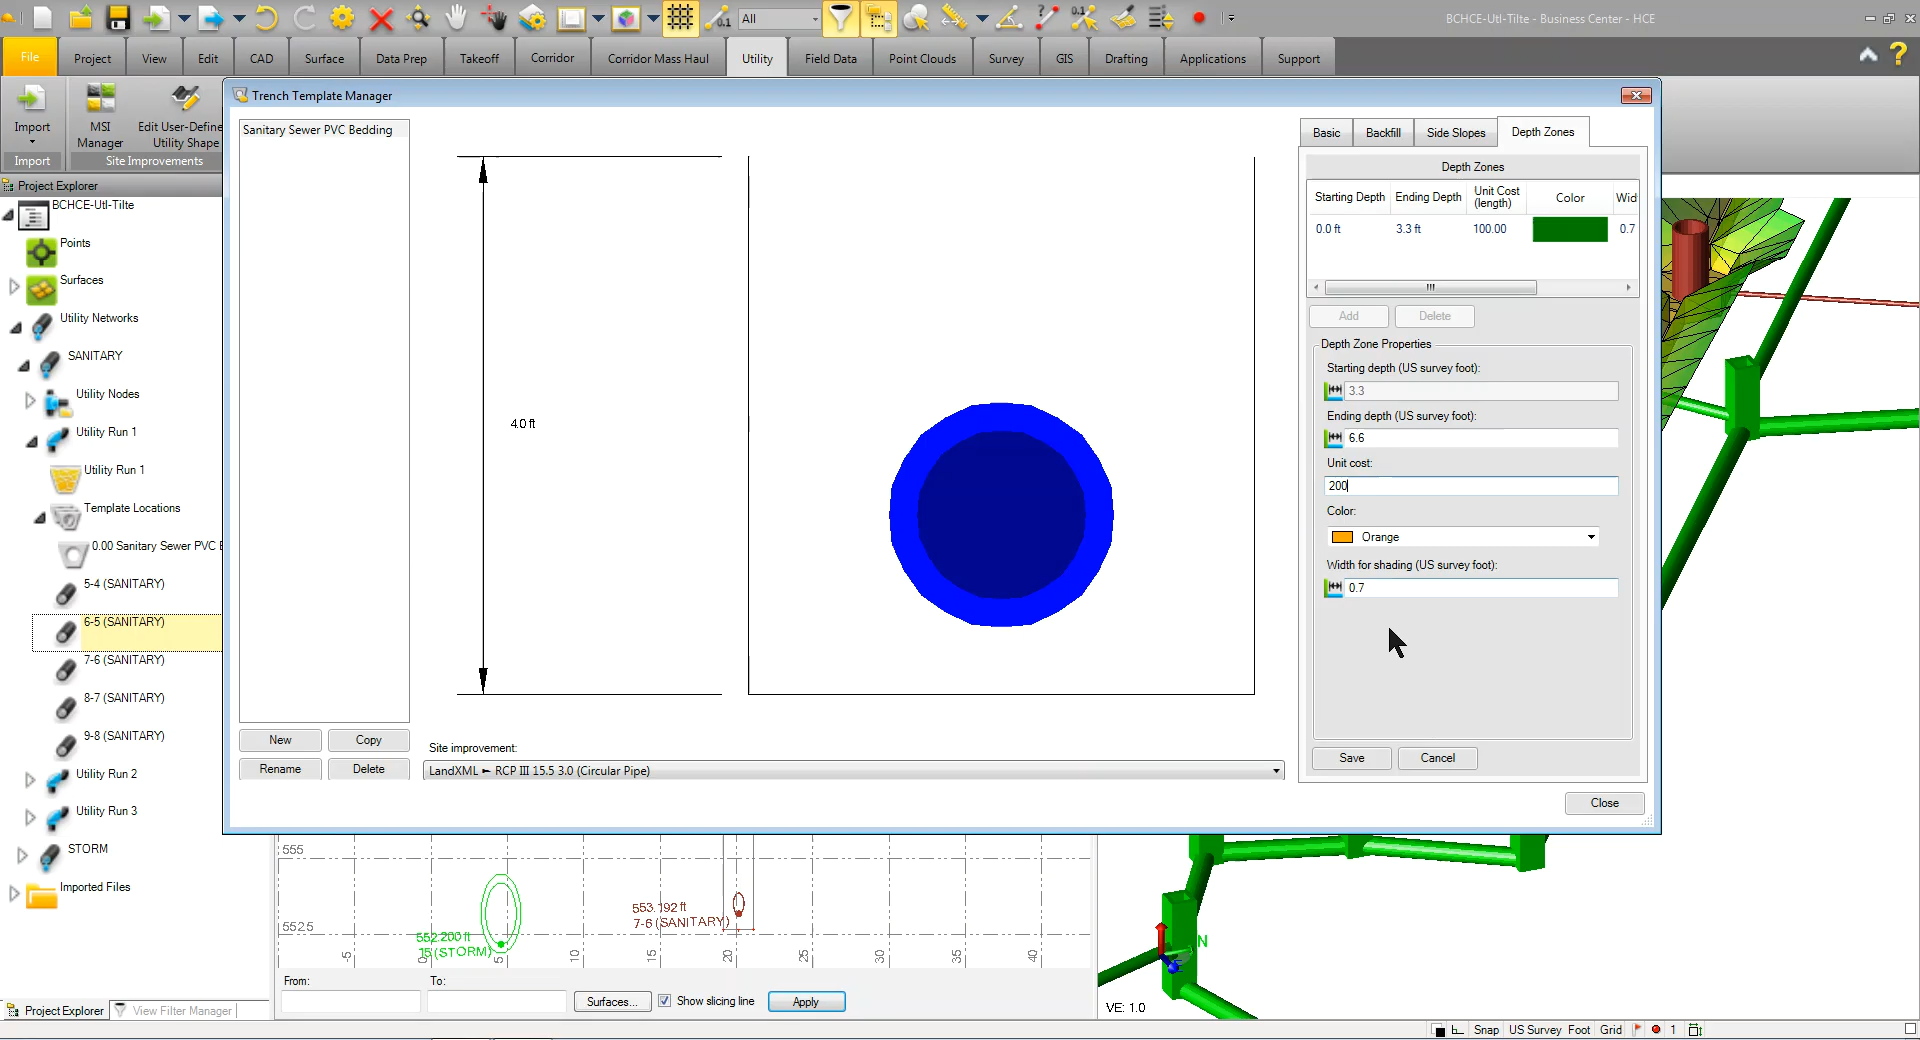 All
0.1
0.1
BCHCE-Utl-Tilte - Business Center - HCE
File
Project
View
Edit
CAD
Surface
Data Prep
Takeoff
Corridor
Corridor Mass Haul
Utility
Field Data
Point Clouds
Survey
GIS
Drafting
Applications
Support
Import
MSI
Manager
Edit User-Define
Utility Shape
Import
Site Improvements
Project Explorer
BCHCE-Utl-Tilte
Points
Surfaces
Utility Networks
SANITARY
Utility Nodes
Utility Run 1
Utility Run 1
Template Locations
0.00 Sanitary Sewer PVC E
5-4 (SANITARY)
6-5 (SANITARY)
7-6 (SANITARY)
8-7 (SANITARY)
9-8 (SANITARY)
Utility Run 2
Utility Run 3
STORM
Imported Files
Project Explorer
View Filter Manager
Trench Template Manager
Sanitary Sewer PVC Bedding
4.0 ft
New
Copy
Rename
Delete
Site improvement:
LandXML ► RCP III 15.5 3.0 (Circular Pipe)
Basic
Backfill
Side Slopes
Depth Zones
Depth Zones
Starting Depth
Ending Depth
Unit Cost
(length)
Color
Wid
0.0 ft
3.3 ft
100.00
0.7
Add
Delete
Depth Zone Properties
Starting depth (US survey foot):
3.3
Ending depth (US survey foot):
6.6
Unit cost:
200
Color:
Orange
Width for shading (US survey foot):
0.7
Save
Cancel
Close
555
552.5
552.200 ft
15 (STORM)
553.192 ft
7-6 (SANITARY)
-5
0
5
10
15
20
25
30
35
40
From:
To:
Surfaces...
Show slicing line
Apply
N
E
VE: 1.0
Snap
US Survey Foot
Grid
1